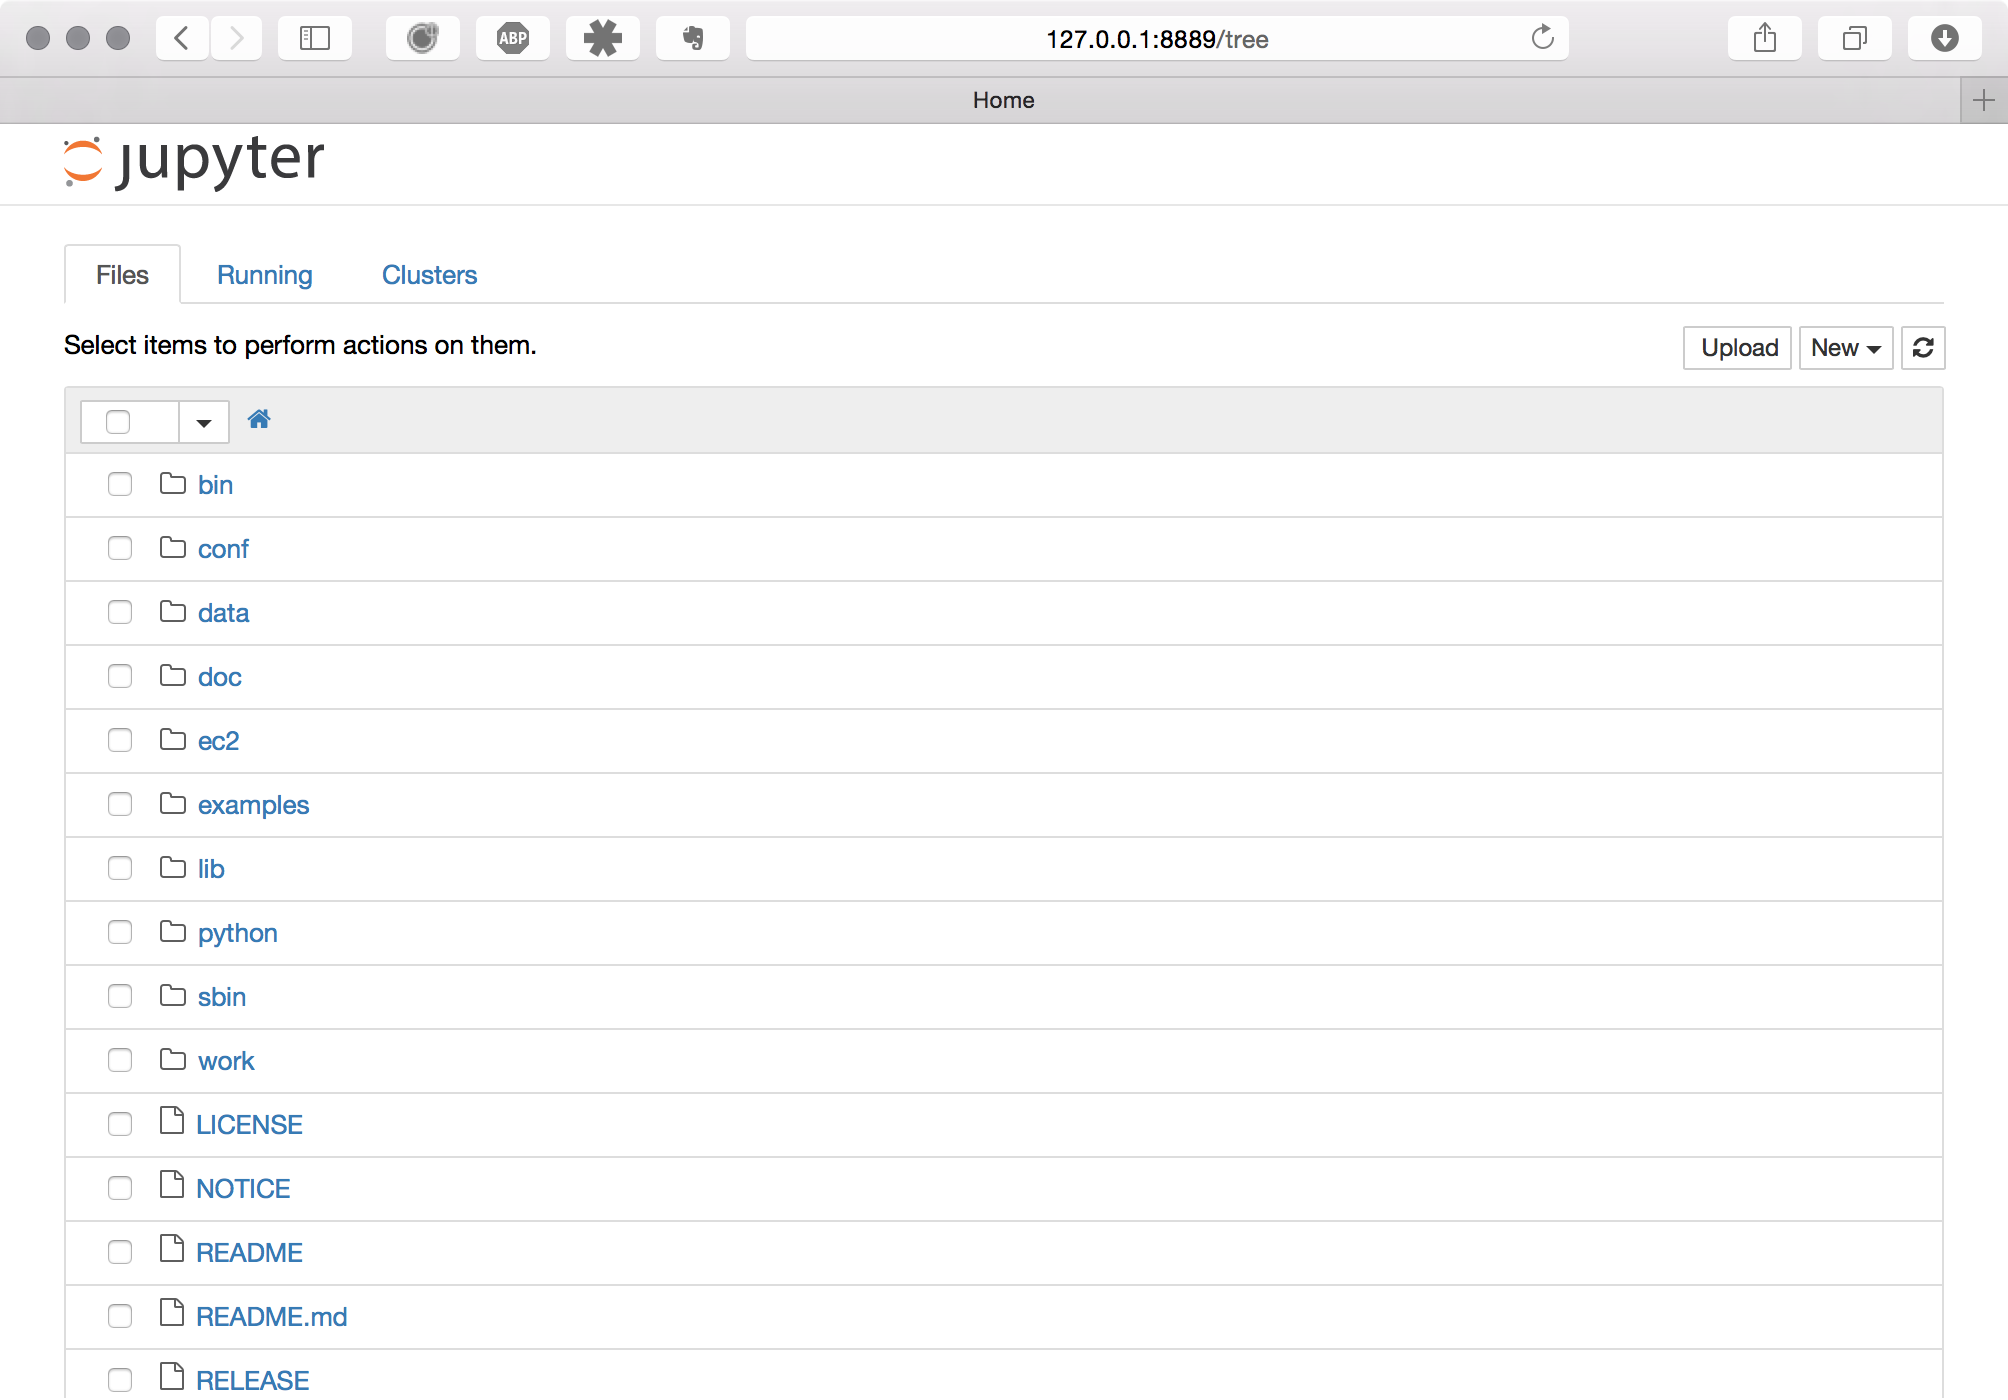 ABP
127.0.0.1:8889/tree
Home
jupyter
Files Running Clusters
Select items to perform actions on them.
Upload New
bin
conf
data
doc
ec2
examples
lib
python
sbin
work
LICENSE
NOTICE
README
README.md
RELEASE